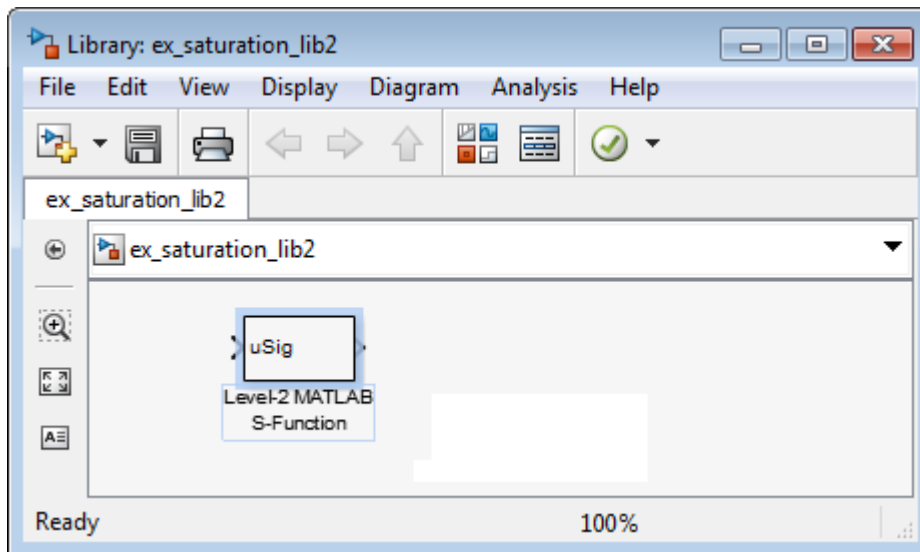 Library: ex_saturation_lib2
File Edit View Display Diagram Analysis Help
ex_saturation_lib2
ex_saturation_lib2
uSig
Level-2 MATLAB
S-Function
Ready 100%